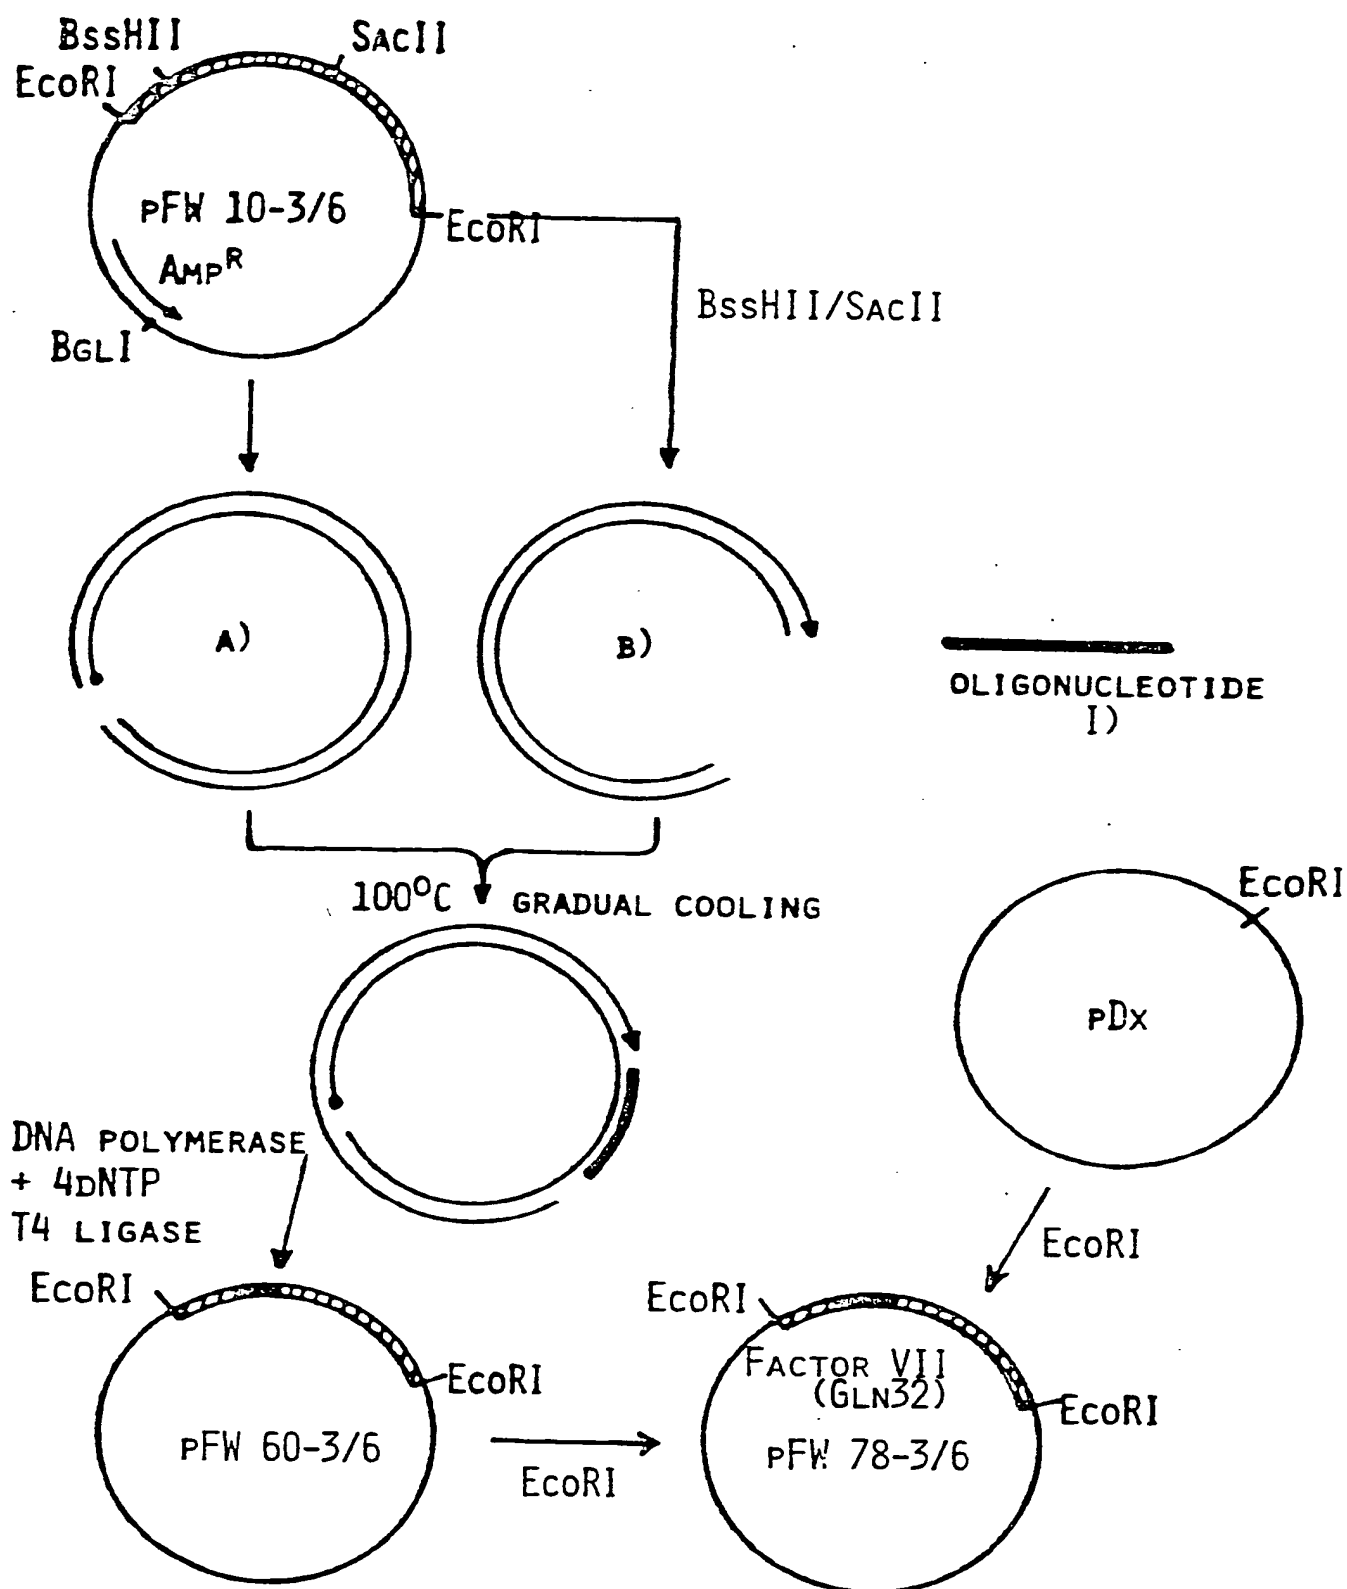 BssHII
SacII
EcoRI
pFW 10-3/6
EcoRI
AmpR
BssHII/SacII
BglI
A)
B)
OLIGONUCLEOTIDE
I)
100°C GRADUAL COOLING
EcoRI
pDx
DNA POLYMERASE
+ 4dNTP
T4 LIGASE
EcoRI
EcoRI
EcoRI
FACTOR VII
(Gln32)
EcoRI
EcoRI
pFW 60-3/6
pFW 78-3/6
EcoRI